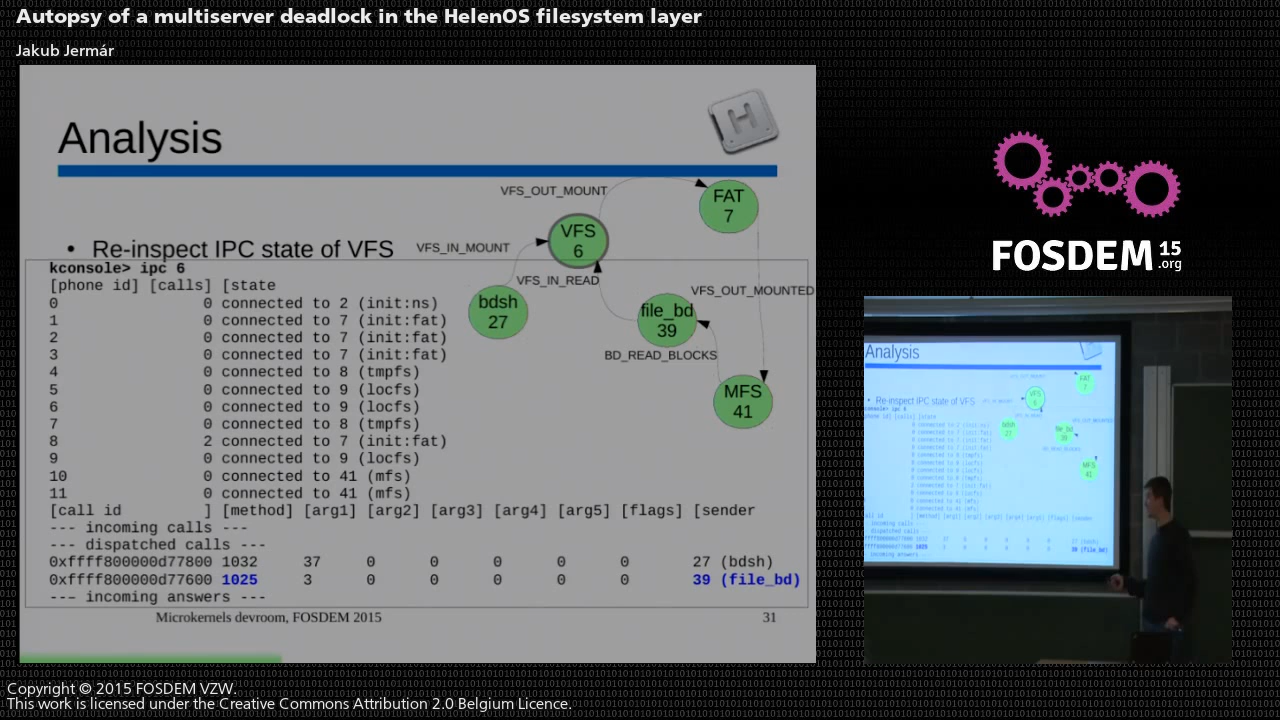 Autopsy of a multiserver deadlock in the HelenOS filesystem layer
Jakub Jermár
H
Analysis
VFS_OUT_MOUNT
FAT
7
VFS
6
• Re-inspect IPC state of VFS
VFS_IN_MOUNT
VFS_IN_READ
VFS_OUT_MOUNTED
bdsh
27
file_bd
39
BD_READ_BLOCKS
MFS
41
kconsole> ipc 6
[phone id] [calls] [state
0 0 connected to 2 (init:ns)
1 0 connected to 7 (init:fat)
2 0 connected to 7 (init:fat)
3 0 connected to 7 (init:fat)
4 0 connected to 8 (tmpfs)
5 0 connected to 9 (locfs)
6 0 connected to 9 (locfs)
7 0 connected to 8 (tmpfs)
8 2 connected to 7 (init:fat)
9 0 connected to 9 (locfs)
10 0 connected to 41 (mfs)
11 0 connected to 41 (mfs)
[call id ] [method] [arg1] [arg2] [arg3] [arg4] [arg5] [flags] [sender
--- incoming calls ---
--- dispatched calls ---
0xffff800000d77800 1032 37 0 0 0 0 0 27 (bdsh)
0xffff800000d77600 1025 3 0 0 0 0 0 39 (file_bd)
--- incoming answers ---
Microkernels devroom, FOSDEM 2015
31
FOSDEM 15
.org
Analysis
• Re-inspect IPC state of VFS
Copyright © 2015 FOSDEM VZW.
This work is licensed under the Creative Commons Attribution 2.0 Belgium Licence.